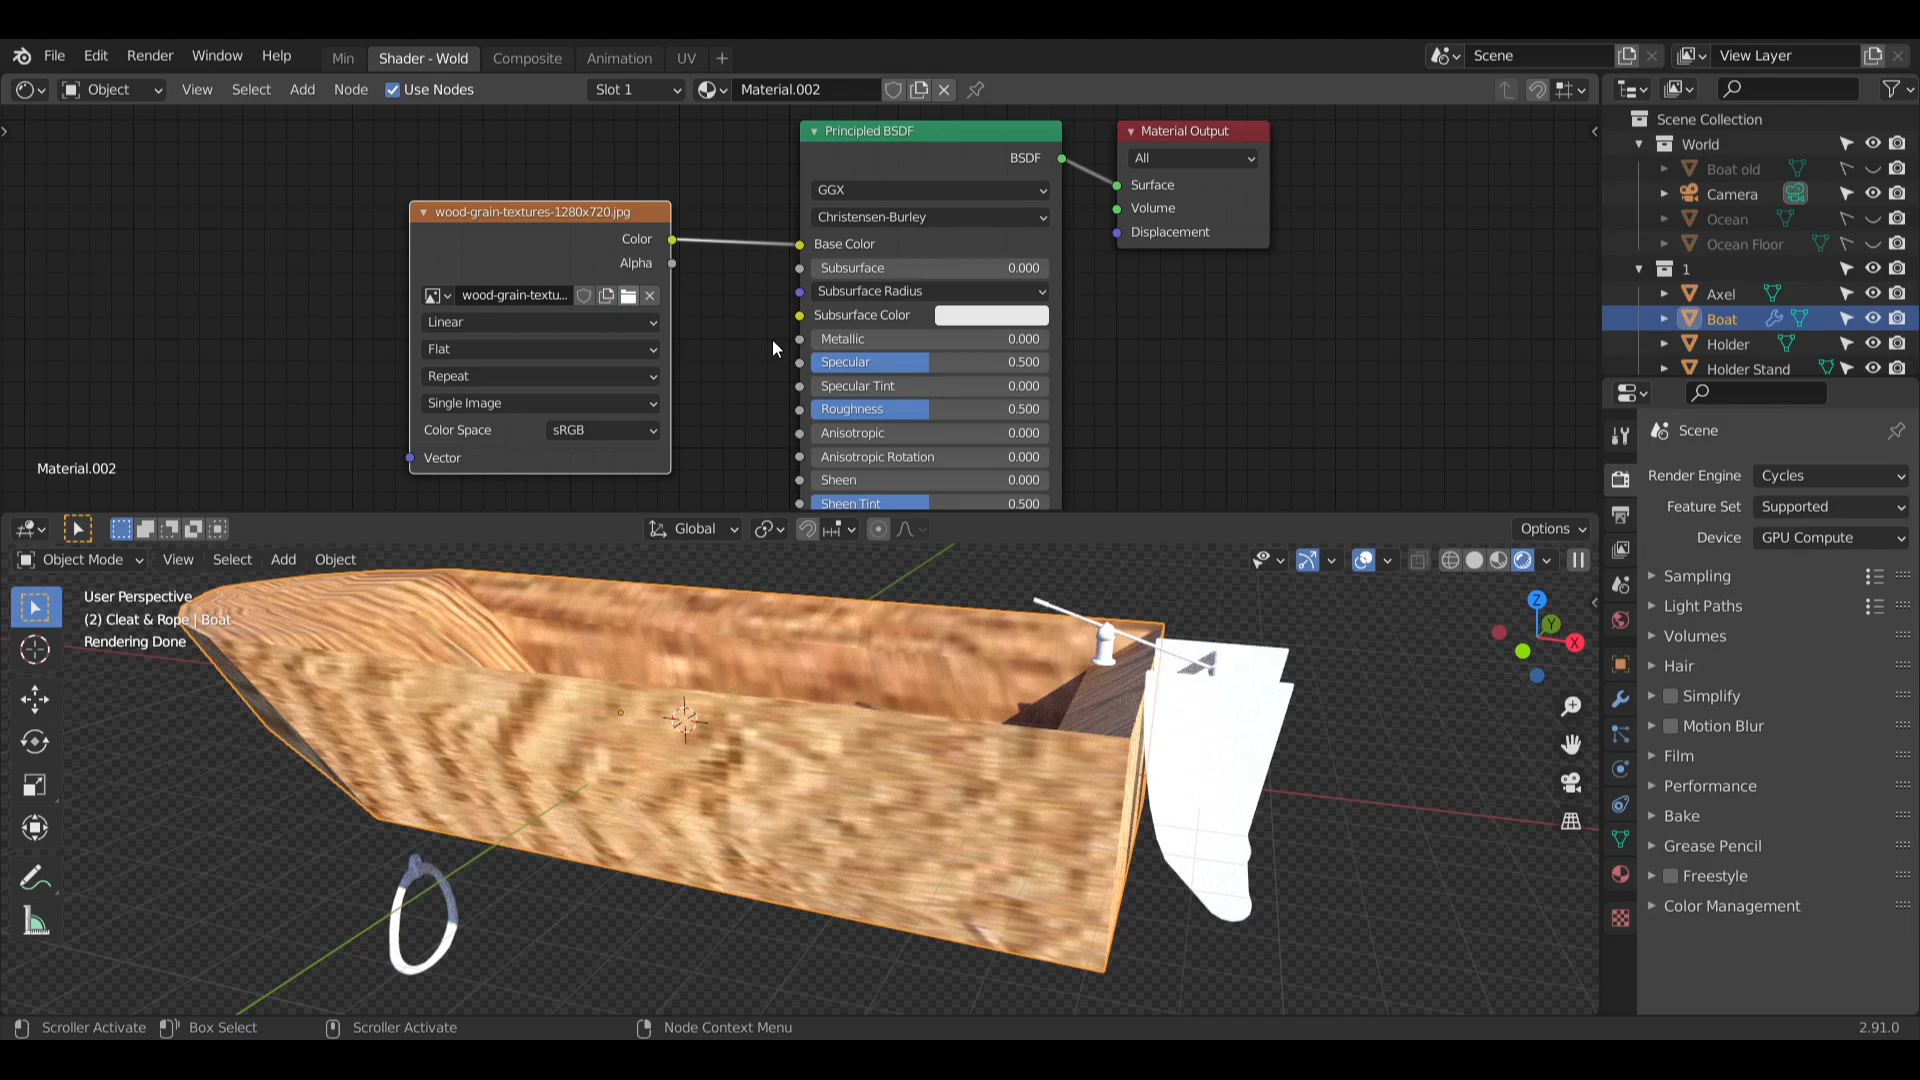 File Edit Render Window Help Min Shader - Wold Composite Animation UV + Scene View Layer
Object View Select Add Node Use Nodes Slot 1 Material.002
Principled BSDF
BSDF
GGX
Christensen-Burley
Base Color
Subsurface 0.000
Subsurface Radius
Subsurface Color
Metallic 0.000
Specular 0.500
Specular Tint 0.000
Roughness 0.500
Anisotropic 0.000
Anisotropic Rotation 0.000
Sheen 0.000
Sheen Tint 0.500
Material Output
All
Surface
Volume
Displacement
wood-grain-textures-1280x720.jpg
Color
Alpha
wood-grain-textu...
Linear
Flat
Repeat
Single Image
Color Space sRGB
Vector
Material.002
Scene Collection
World
Boat old
Camera
Ocean
Ocean Floor
1
Axel
Boat
Holder
Holder Stand
Scene
Render Engine Cycles
Feature Set Supported
Device GPU Compute
Sampling
Light Paths
Volumes
Hair
Simplify
Motion Blur
Film
Performance
Bake
Grease Pencil
Freestyle
Color Management
Global Options
Object Mode View Select Add Object
User Perspective
(2) Cleat & Rope | Boat
Rendering Done
Z
Y
X
Scroller Activate Box Select Scroller Activate Node Context Menu 2.91.0